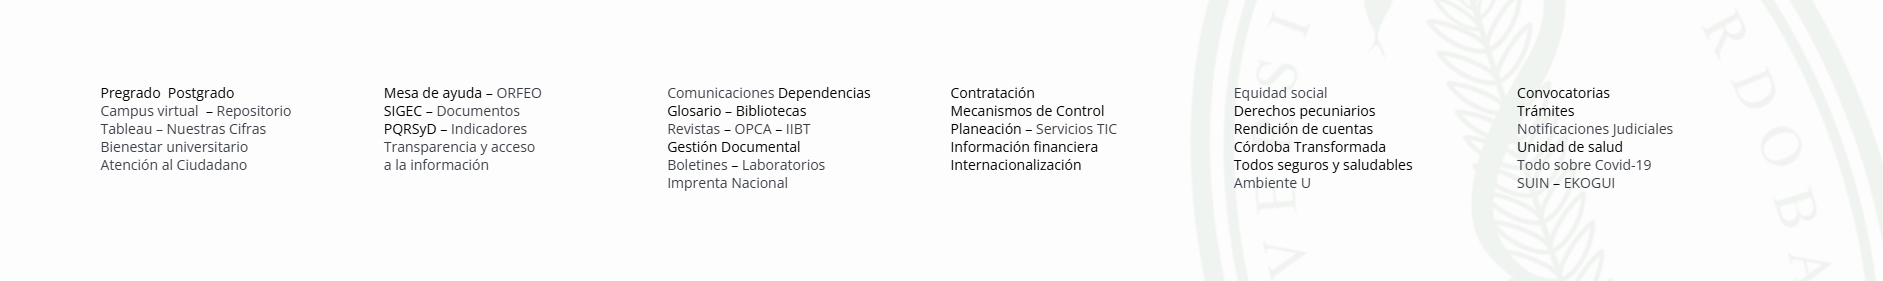 Pregrado  Postgrado
Campus virtual  – Repositorio
Tableau – Nuestras Cifras
Bienestar universitario
Atención al Ciudadano
Mesa de ayuda – ORFEO
SIGEC – Documentos
PQRSyD – Indicadores
Transparencia y acceso
a la información
Comunicaciones Dependencias
Glosario – Bibliotecas
Revistas – OPCA – IIBT
Gestión Documental
Boletines – Laboratorios
Imprenta Nacional
Contratación
Mecanismos de Control
Planeación – Servicios TIC
Información financiera
Internacionalización
Equidad social
Derechos pecuniarios
Rendición de cuentas
Córdoba Transformada
Todos seguros y saludables
Ambiente U
Convocatorias
Trámites
Notificaciones Judiciales
Unidad de salud
Todo sobre Covid-19
SUIN – EKOGUI
VERSI
RDOBA